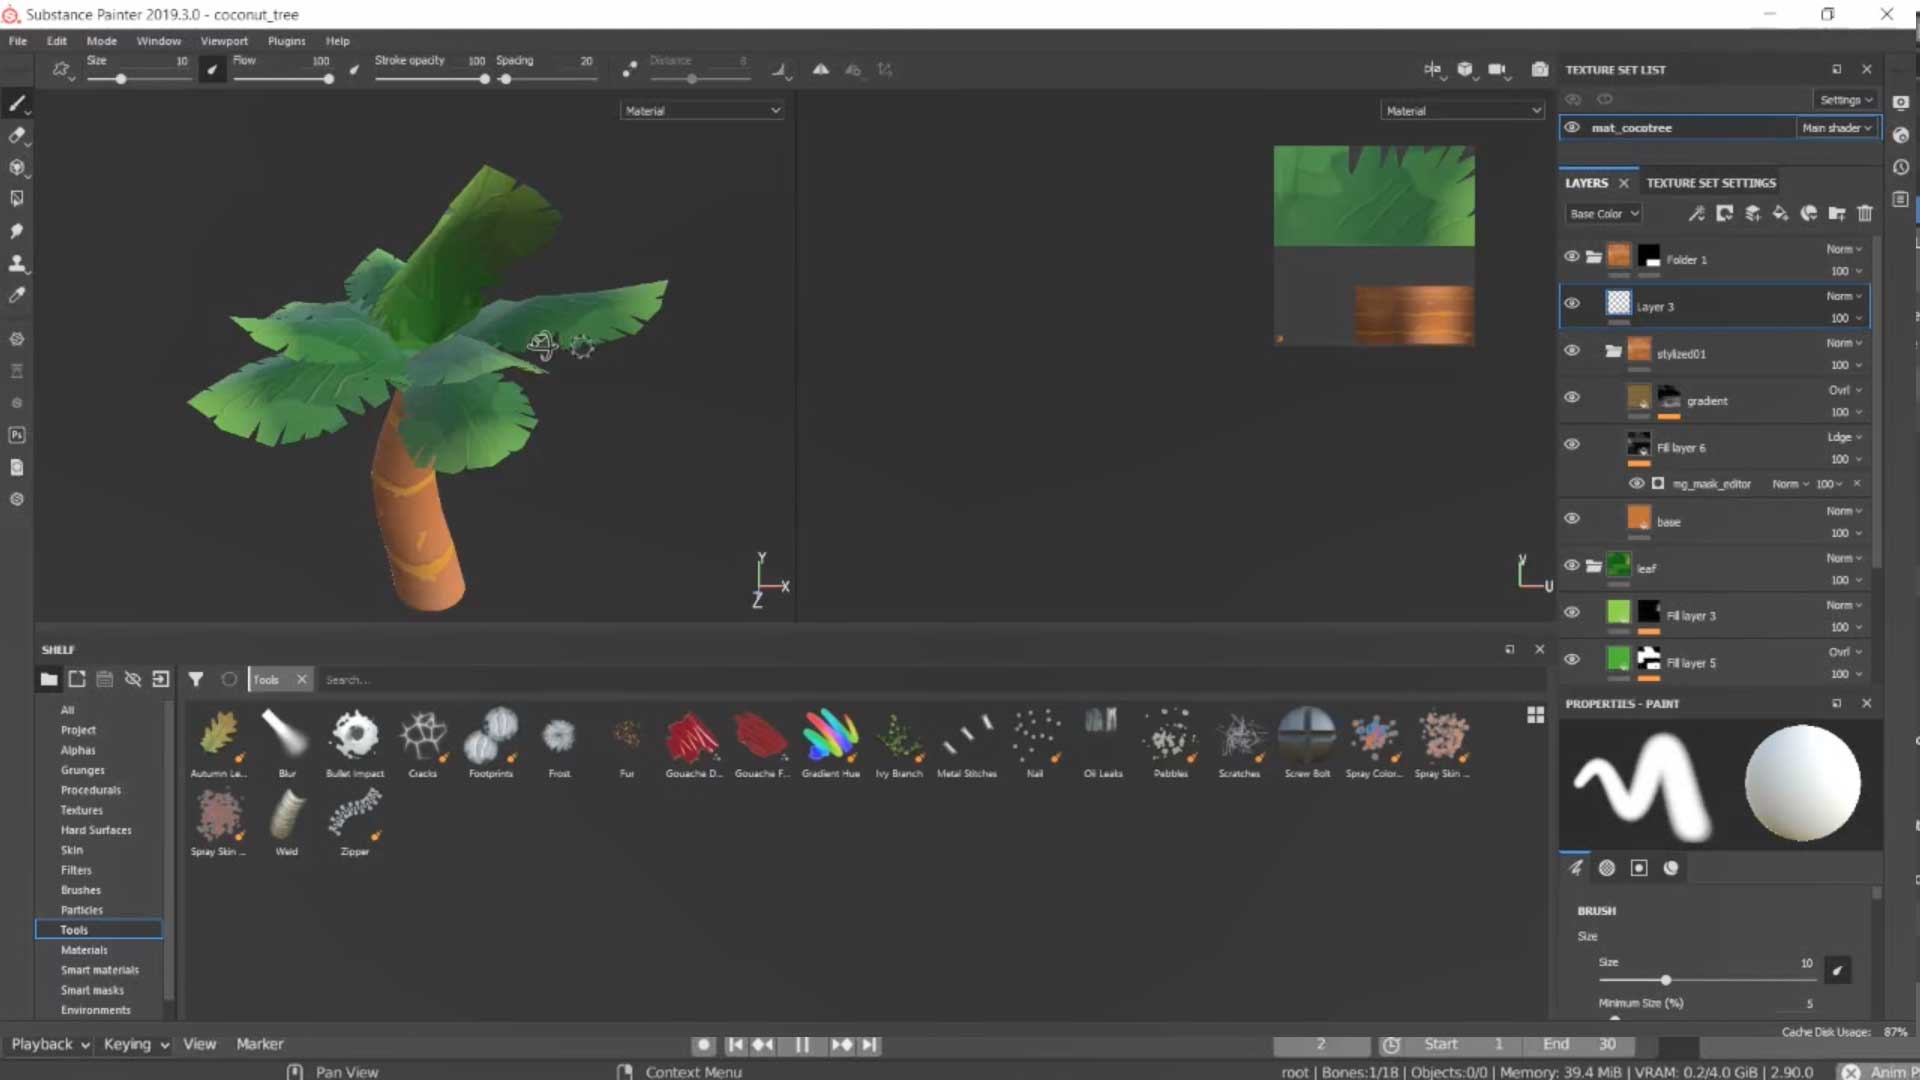 Substance Painter 2019.3.0 - coconut_tree
File Edit Mode Window Viewport Plugins Help
Size 10 Flow 100 Stroke opacity 100 Spacing 20 Distance 8
Material
Material
Y
X
Z
V
U
TEXTURE SET LIST
Settings
mat_cocotree Main shader
LAYERS TEXTURE SET SETTINGS
Base Color
Folder 1 Norm 100
Layer 3 Norm 100
stylized01 Norm 100
gradient Ovrl 100
Fill layer 6 Ldge 100
mg_mask_editor Norm 100
base Norm 100
leaf Norm 100
Fill layer 3 Norm 100
Fill layer 5 Ovrl 100
PROPERTIES - PAINT
BRUSH
Size
Size 10
Minimum Size (%) 5
SHELF
Tools Search...
All
Project
Alphas
Grunges
Procedurals
Textures
Hard Surfaces
Skin
Filters
Brushes
Particles
Tools
Materials
Smart materials
Smart masks
Environments
Autumn Le... Blur Bullet Impact Cracks Footprints Frost Fur Gouache D... Gouache F... Gradient Hue Ivy Branch Metal Stitches Nail Oil Leaks Pebbles Scratches Screw Bolt Spray Color... Spray Skin ...
Spray Skin ... Weld Zipper
Ps
Cache Disk Usage: 87%
Playback Keying View Marker 2 Start 1 End 30
Pan View Context Menu root | Bones:1/18 | Objects:0/0 | Memory: 39.4 MiB | VRAM: 0.2/4.0 GiB | 2.90.0 Anim P